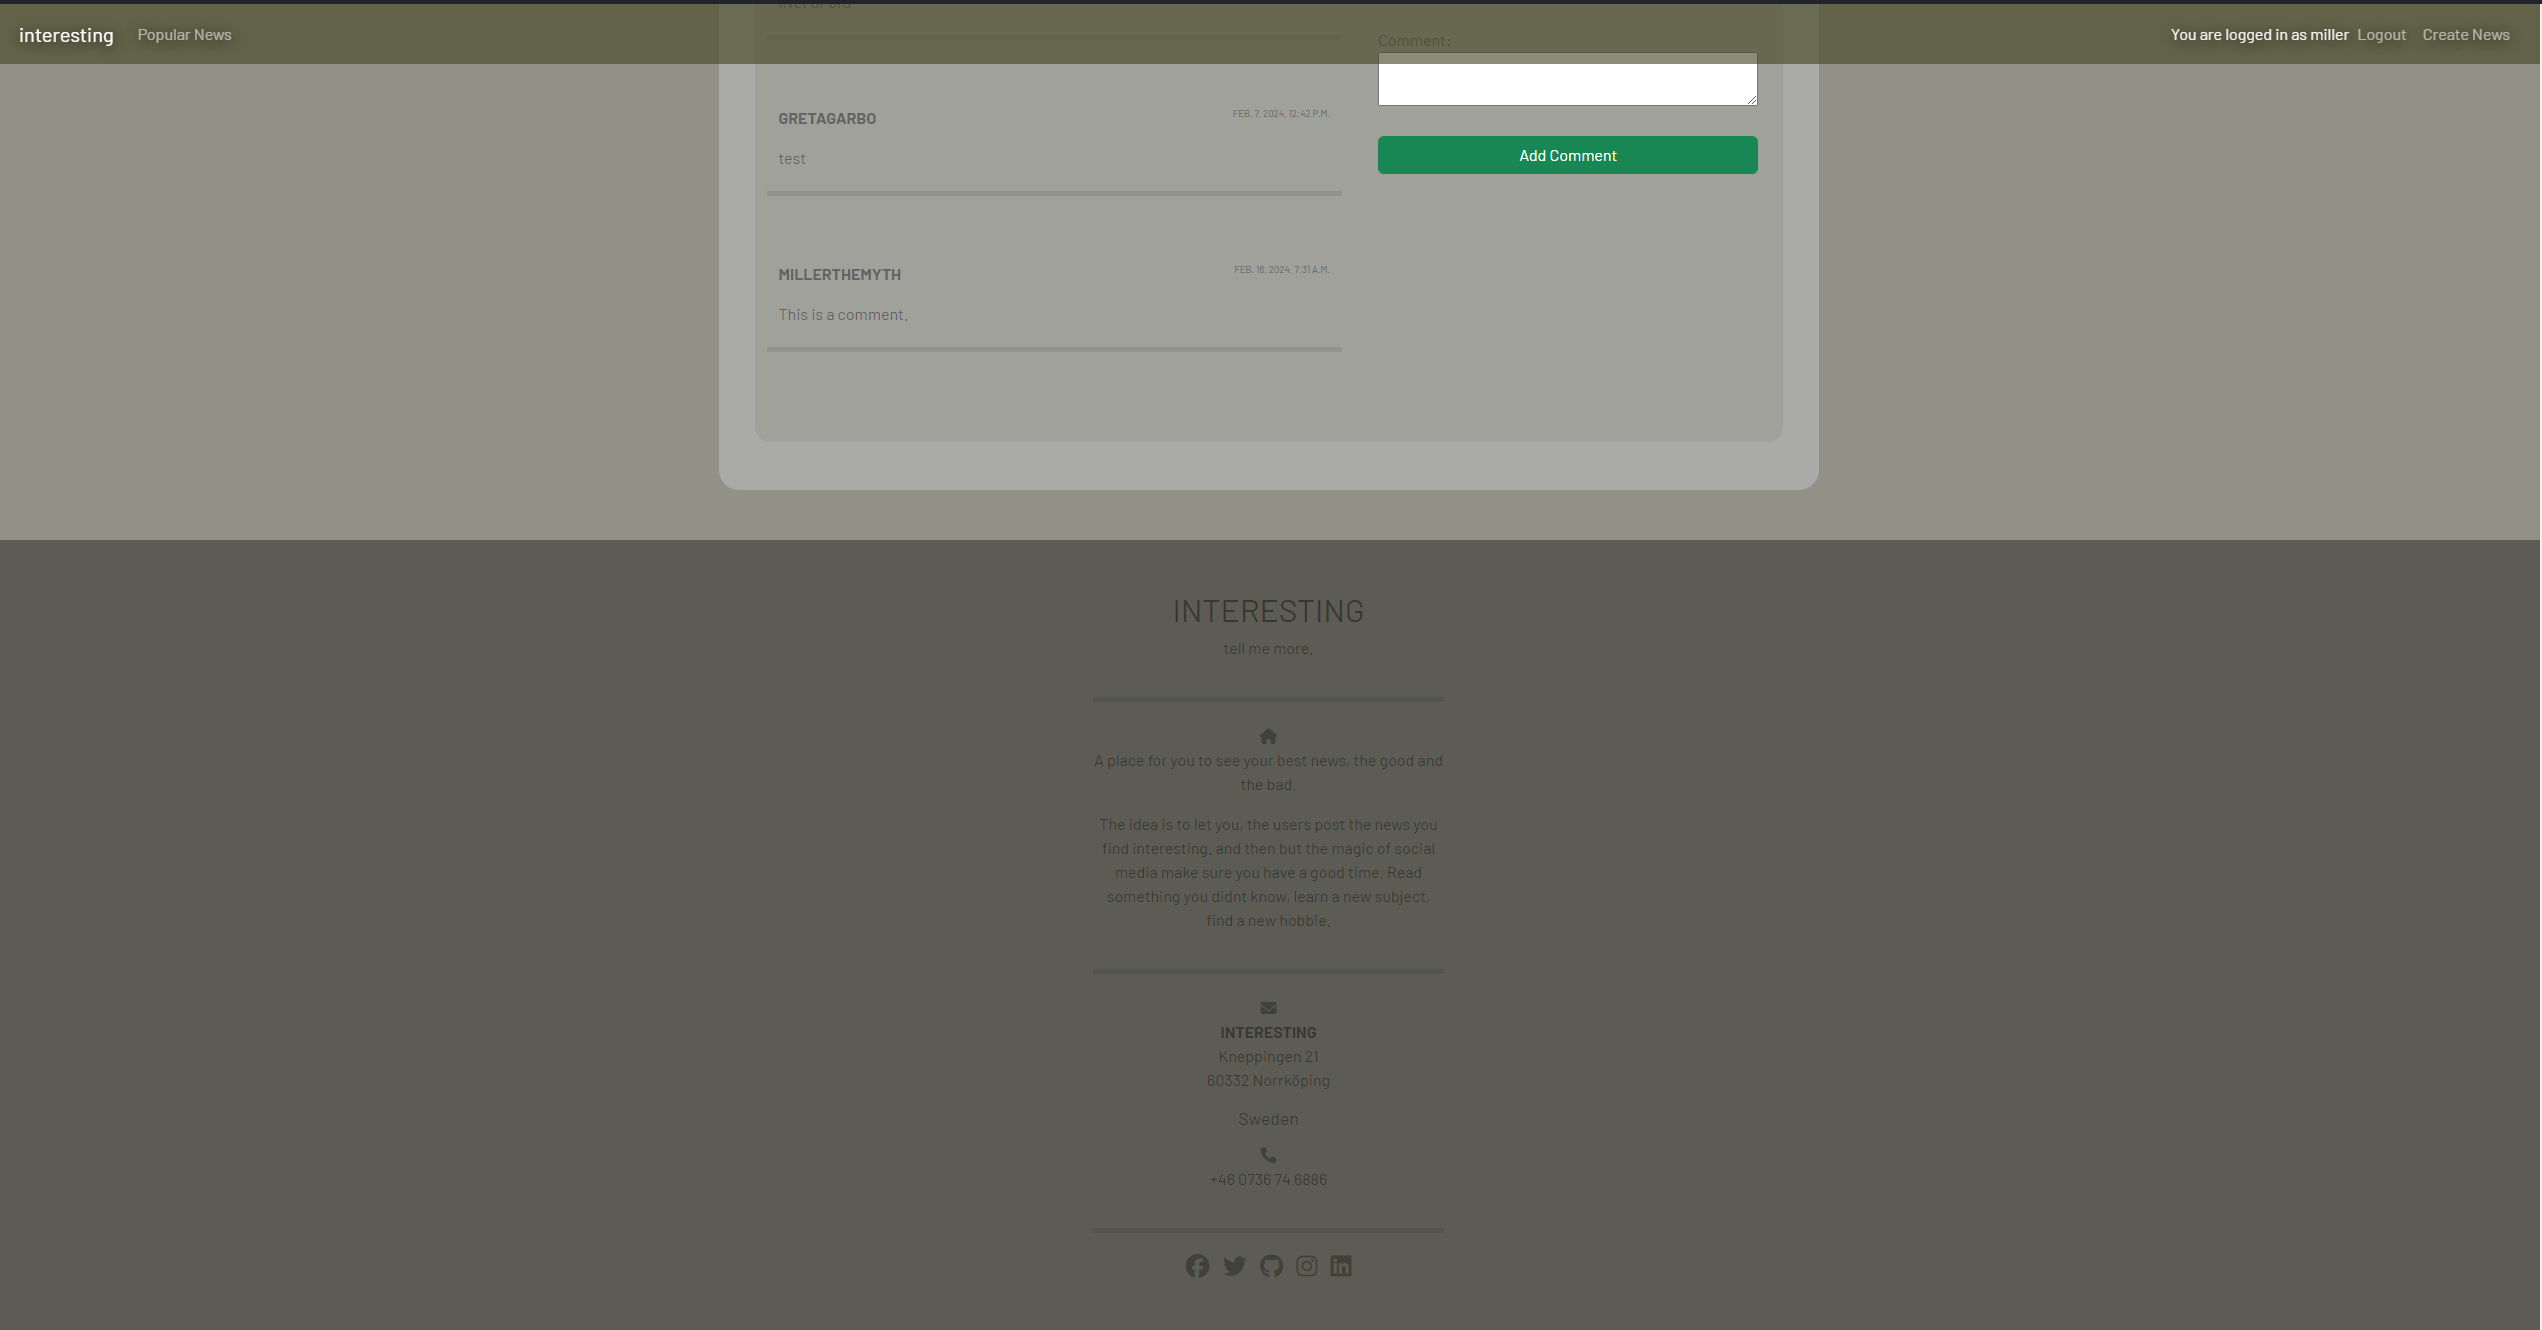 interesting
Popular News
You are logged in as miller
Logout
Create News
Comment:
GRETAGARBO
FEB. 7, 2024, 12:42 P.M.
test
Add Comment
MILLERTHEMYTH
FEB. 16, 2024, 7:31 A.M.
This is a comment.
INTERESTING
tell me more.
A place for you to see your best news, the good and
the bad.
The idea is to let you, the users post the news you
find interesting, and then but the magic of social
media make sure you have a good time. Read
something you didnt know, learn a new subject,
find a new hobbie.
INTERESTING
Kneppingen 21
60332 Norrköping
Sweden
+46 0736 74 6886